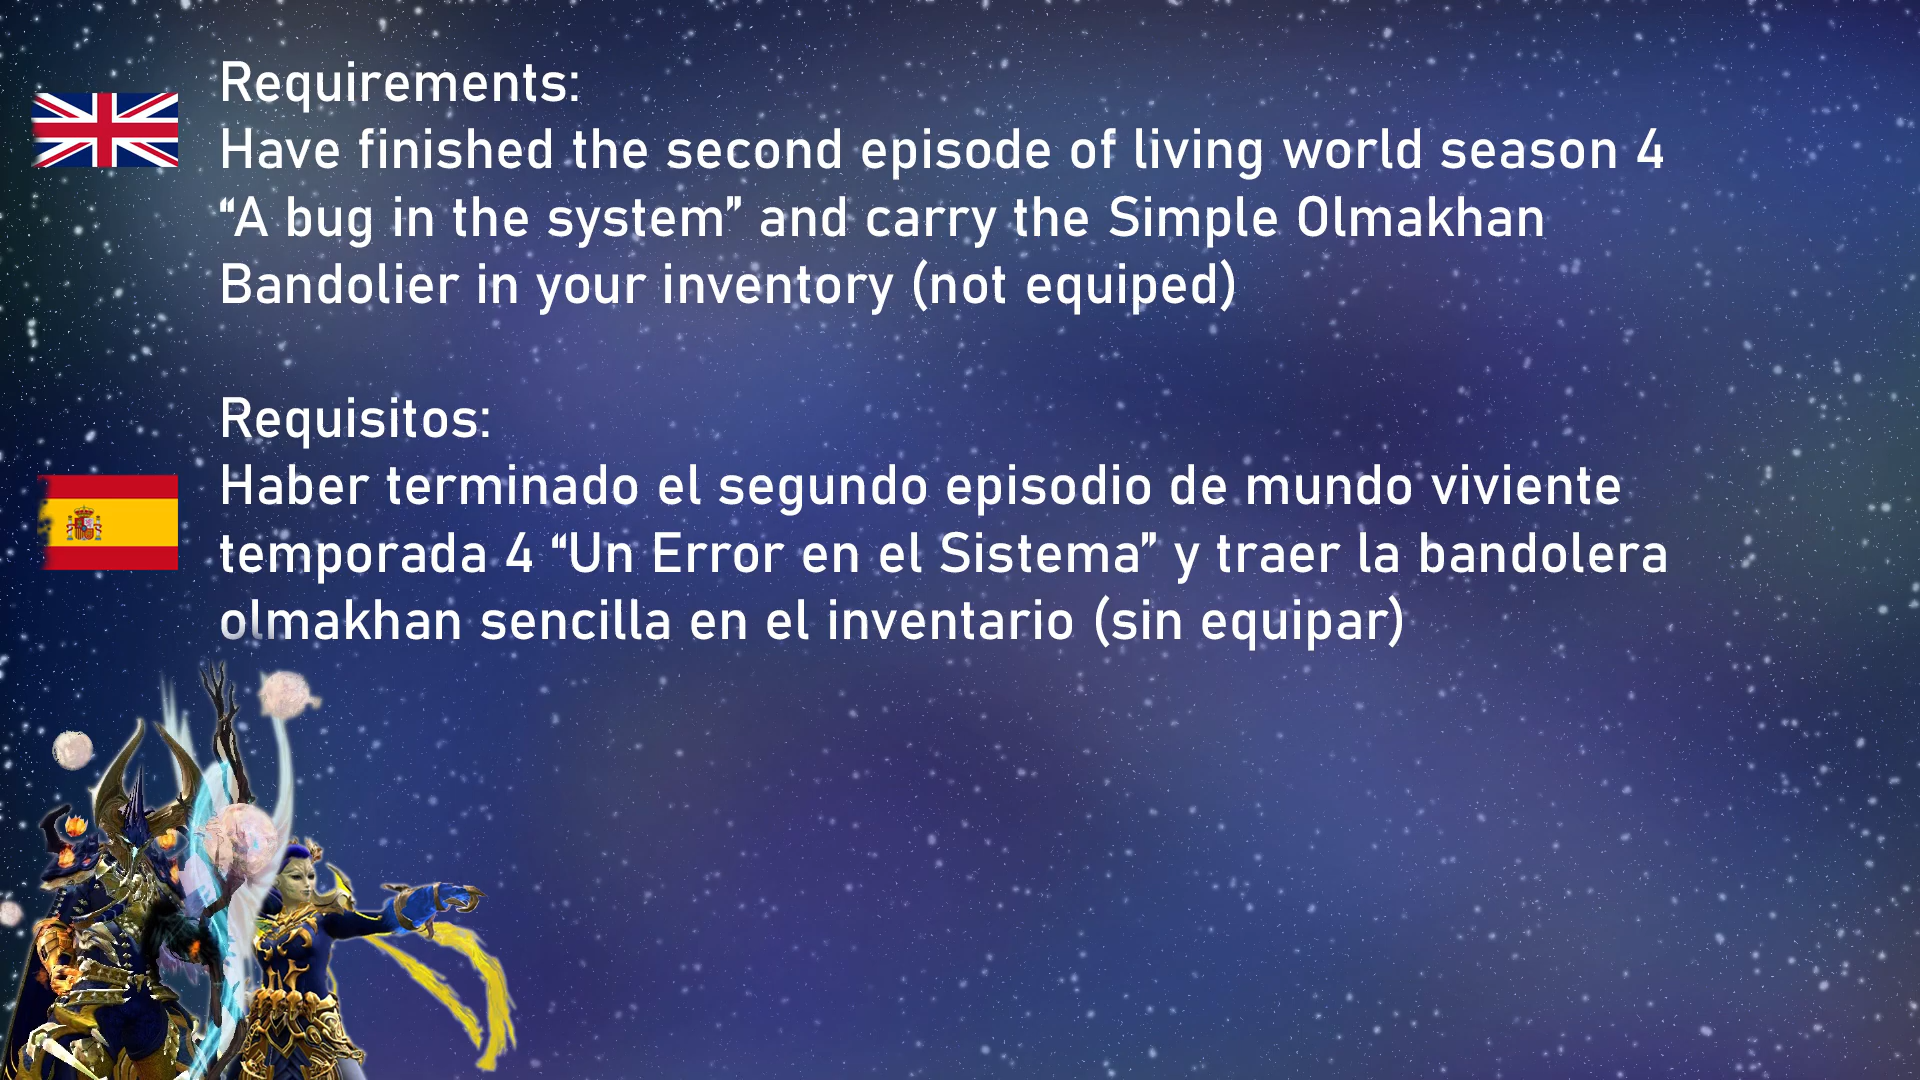 Requirements:
Have finished the second episode of living world season 4
“A bug in the system” and carry the Simple Olmakhan
Bandolier in your inventory (not equiped)
Requisitos:
Haber terminado el segundo episodio de mundo viviente
temporada 4 “Un Error en el Sistema” y traer la bandolera
olmakhan sencilla en el inventario (sin equipar)